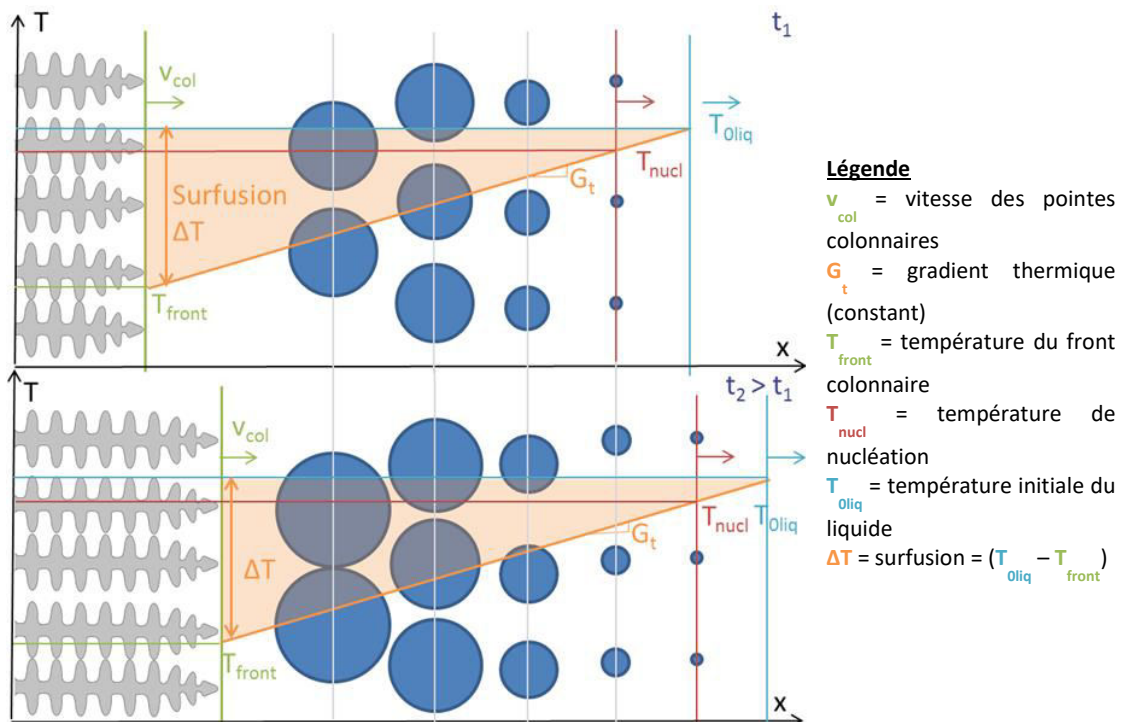 T
t1
vcol
T0liq
Tnucl
Gt
Surfusion
ΔT
Tfront
x
T
t2 > t1
vcol
Tnucl
T0liq
Gt
ΔT
Tfront
x
Légende
vcol = vitesse des pointes
colonnaires
Gt = gradient thermique
(constant)
Tfront = température du front
colonnaire
Tnucl = température de
nucléation
T0liq = température initiale du
liquide
ΔT = surfusion = (T0liq – Tfront)